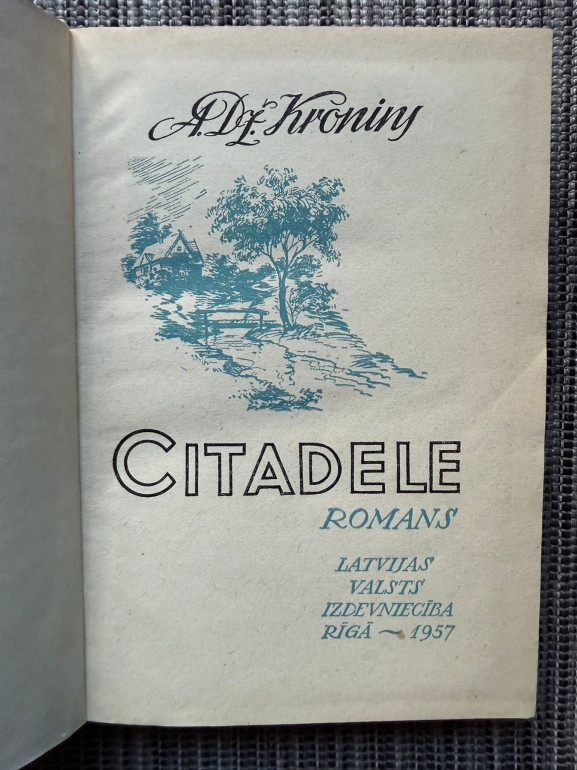 A. Dž. Kronins
CITADELE
ROMANS
LATVIJAS
VALSTS
IZDEVNIECĪBA
RĪGĀ ~ 1957